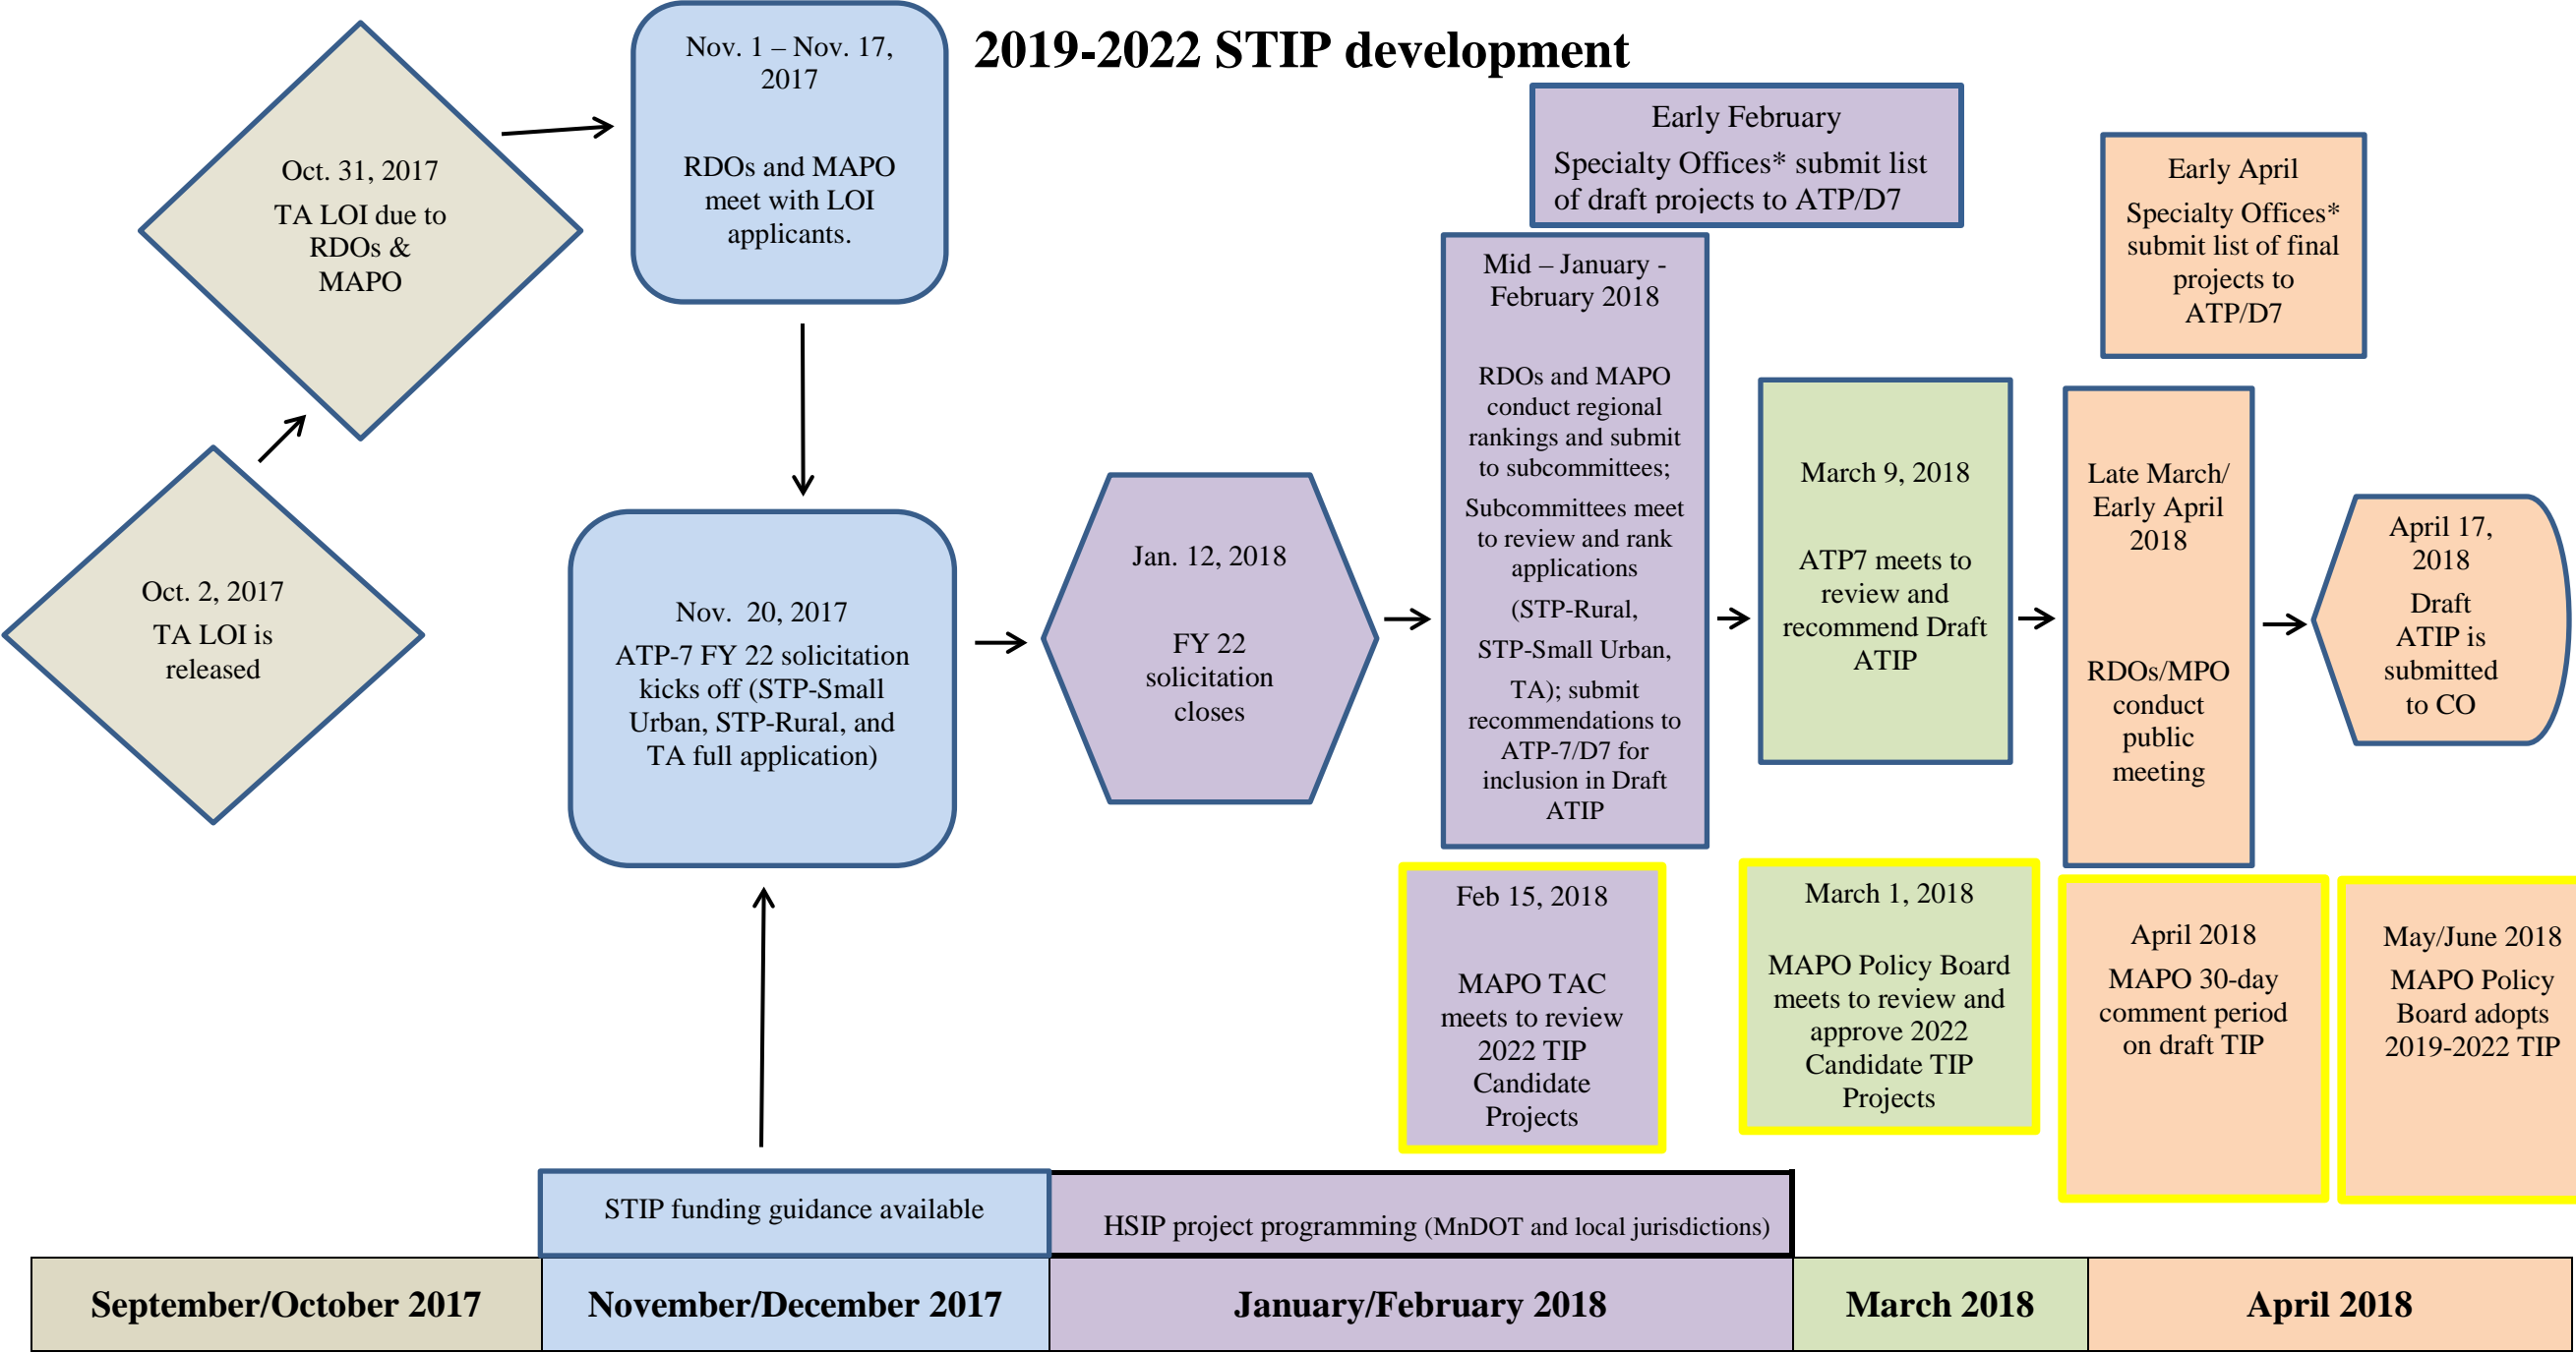 2019-2022 STIP development
Oct. 2, 2017
TA LOI is
released
Oct. 31, 2017
TA LOI due to
RDOs &
MAPO
Nov. 1 – Nov. 17,
2017
RDOs and MAPO
meet with LOI
applicants.
Nov. 20, 2017
ATP-7 FY 22 solicitation
kicks off (STP-Small
Urban, STP-Rural, and
TA full application)
Jan. 12, 2018
FY 22
solicitation
closes
Early February
Specialty Offices* submit list
of draft projects to ATP/D7
Mid – January -
February 2018
RDOs and MAPO
conduct regional
rankings and submit
to subcommittees;
Subcommittees meet
to review and rank
applications
(STP-Rural,
STP-Small Urban,
TA); submit
recommendations to
ATP-7/D7 for
inclusion in Draft
ATIP
March 9, 2018
ATP7 meets to
review and
recommend Draft
ATIP
Early April
Specialty Offices*
submit list of final
projects to
ATP/D7
Late March/
Early April
2018
RDOs/MPO
conduct
public
meeting
April 17,
2018
Draft
ATIP is
submitted
to CO
Feb 15, 2018
MAPO TAC
meets to review
2022 TIP
Candidate
Projects
March 1, 2018
MAPO Policy Board
meets to review and
approve 2022
Candidate TIP
Projects
April 2018
MAPO 30-day
comment period
on draft TIP
May/June 2018
MAPO Policy
Board adopts
2019-2022 TIP
STIP funding guidance available
HSIP project programming (MnDOT and local jurisdictions)
September/October 2017
November/December 2017
January/February 2018
March 2018
April 2018